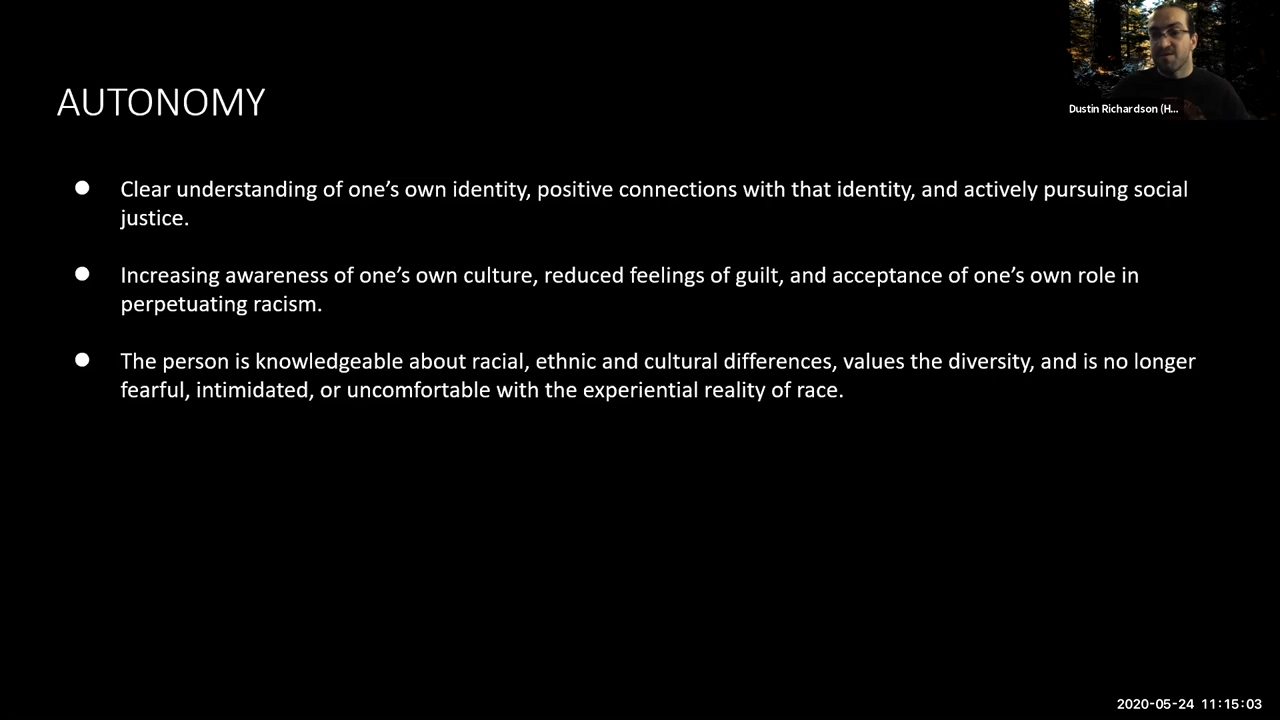 Dustin Richardson (H...
AUTONOMY
● Clear understanding of one’s own identity, positive connections with that identity, and actively pursuing social
justice.
● Increasing awareness of one’s own culture, reduced feelings of guilt, and acceptance of one’s own role in
perpetuating racism.
● The person is knowledgeable about racial, ethnic and cultural differences, values the diversity, and is no longer
fearful, intimidated, or uncomfortable with the experiential reality of race.
2020-05-24 11:15:03